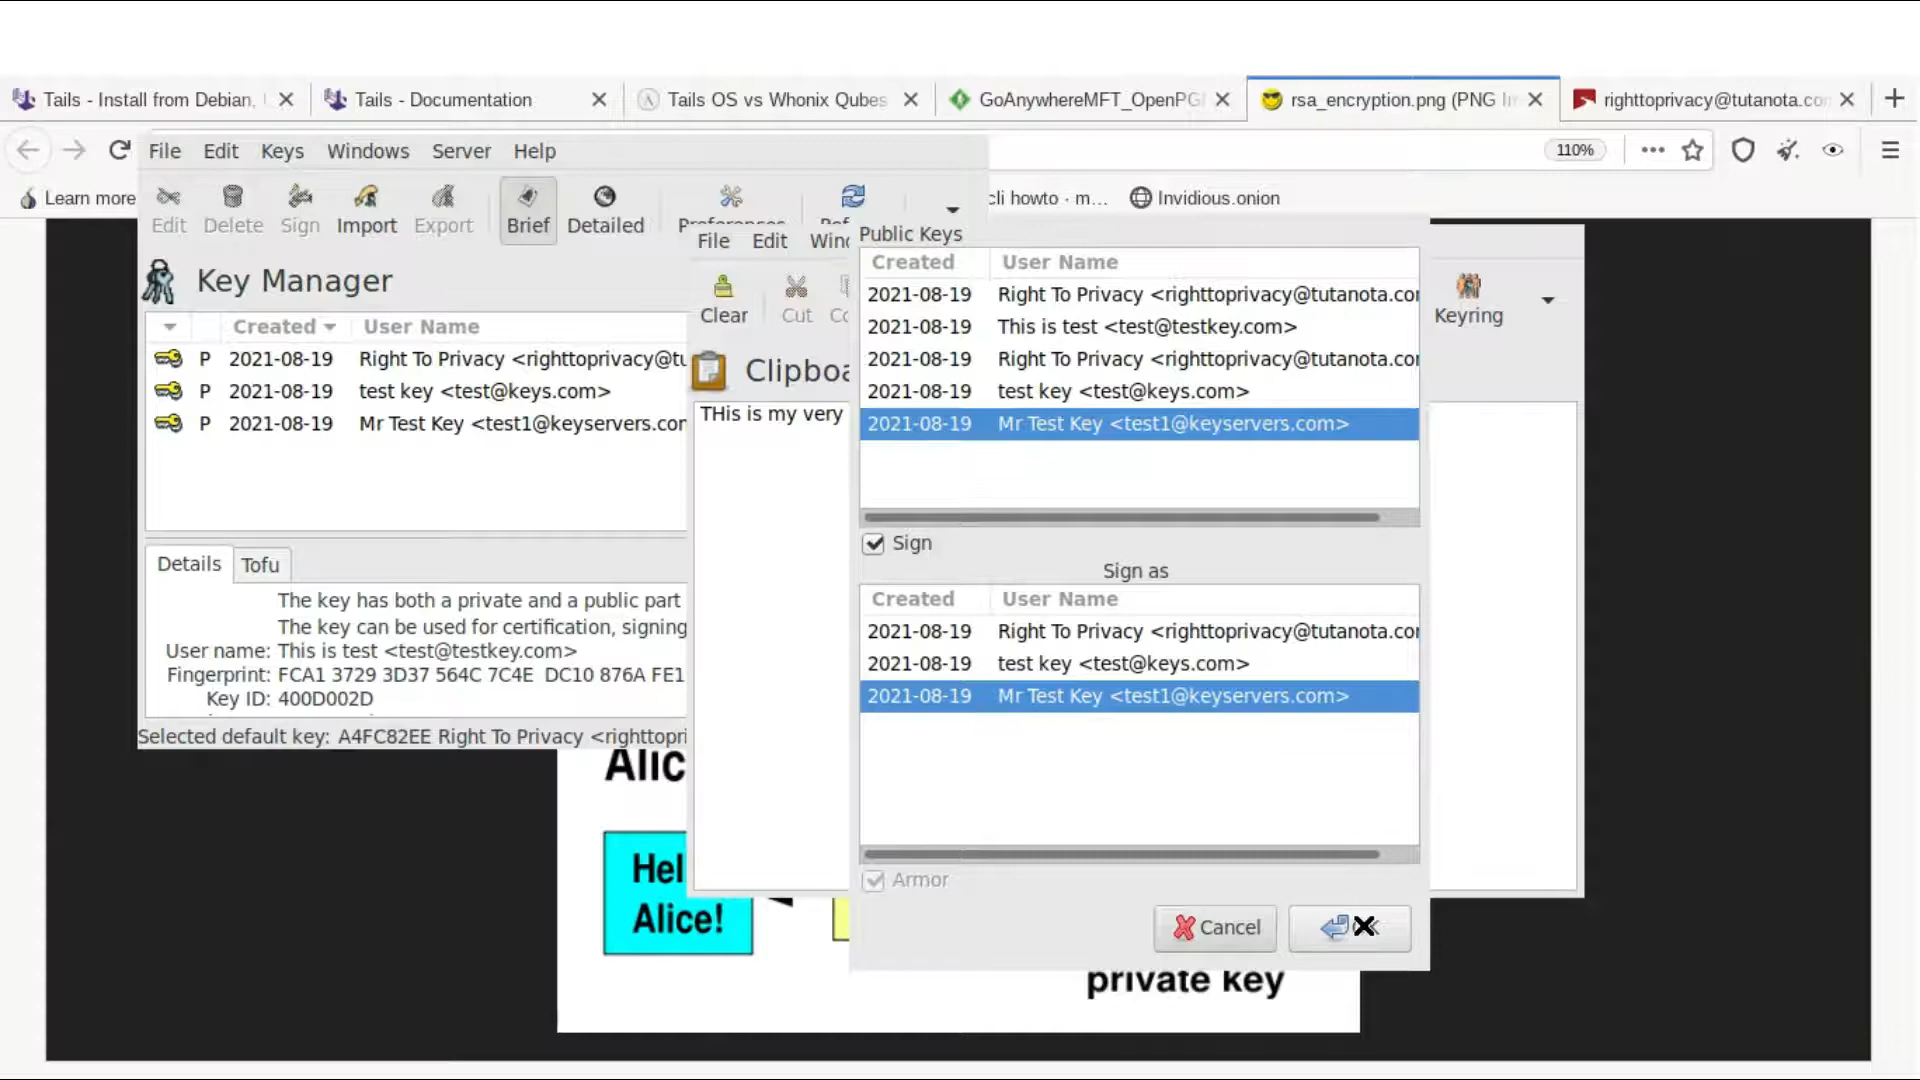 Tails - Install from Debian,
Tails - Documentation
Tails OS vs Whonix Qubes
GoAnywhereMFT_OpenPG
rsa_encryption.png (PNG I
righttoprivacy@tutanota.co
File Edit Keys Windows Server Help
110%
Learn more
cli howto · m...
Invidious.onion
Edit Delete Sign Import Export Brief Detailed Preferences
Key Manager
Created User Name
P 2021-08-19 Right To Privacy <righttoprivacy@tu
P 2021-08-19 test key <test@keys.com>
P 2021-08-19 Mr Test Key <test1@keyservers.com
Details Tofu
The key has both a private and a public part
The key can be used for certification, signing
User name: This is test <test@testkey.com>
Fingerprint: FCA1 3729 3D37 564C 7C4E DC10 876A FE1
Key ID: 400D002D
Selected default key: A4FC82EE Right To Privacy <righttopri
File Edit Wind
Clear Cut Co
Keyring
Clipboa
THis is my very
Public Keys
Created User Name
2021-08-19 Right To Privacy <righttoprivacy@tutanota.com
2021-08-19 This is test <test@testkey.com>
2021-08-19 Right To Privacy <righttoprivacy@tutanota.com
2021-08-19 test key <test@keys.com>
2021-08-19 Mr Test Key <test1@keyservers.com>
Sign
Sign as
Created User Name
2021-08-19 Right To Privacy <righttoprivacy@tutanota.com
2021-08-19 test key <test@keys.com>
2021-08-19 Mr Test Key <test1@keyservers.com>
Armor
Cancel
Alic
Hel
Alice!
private key